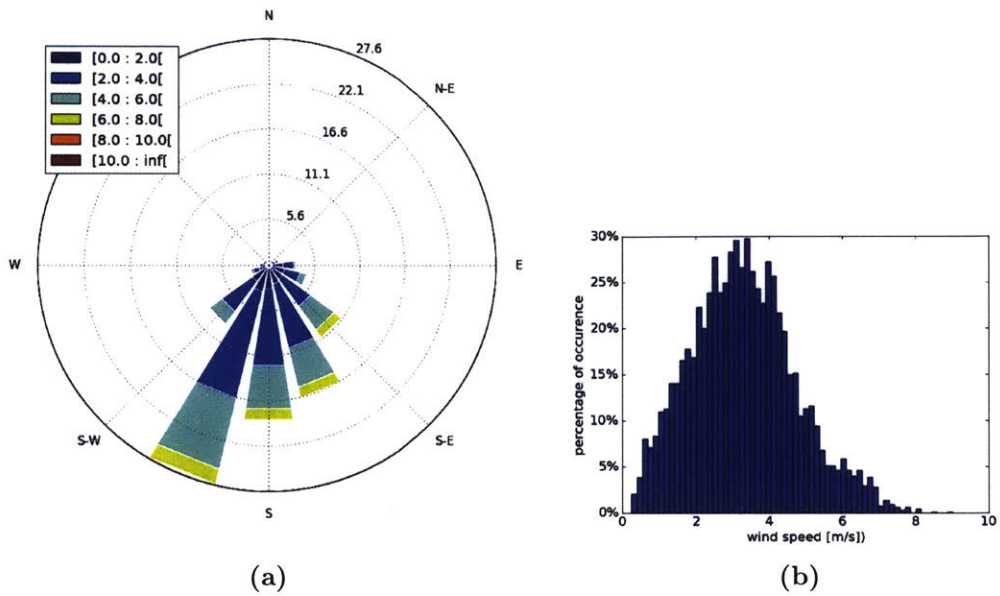 N
27.6
[0.0 : 2.0[
[2.0 : 4.0[
[4.0 : 6.0[
[6.0 : 8.0[
[8.0 : 10.0[
[10.0 : inf[
22.1
N-E
16.6
11.1
5.6
W
E
S-W
S-E
S
(a)
30%
25%
20%
15%
10%
5%
0%
percentage of occurence
0
2
4
6
8
10
wind speed [m/s])
(b)